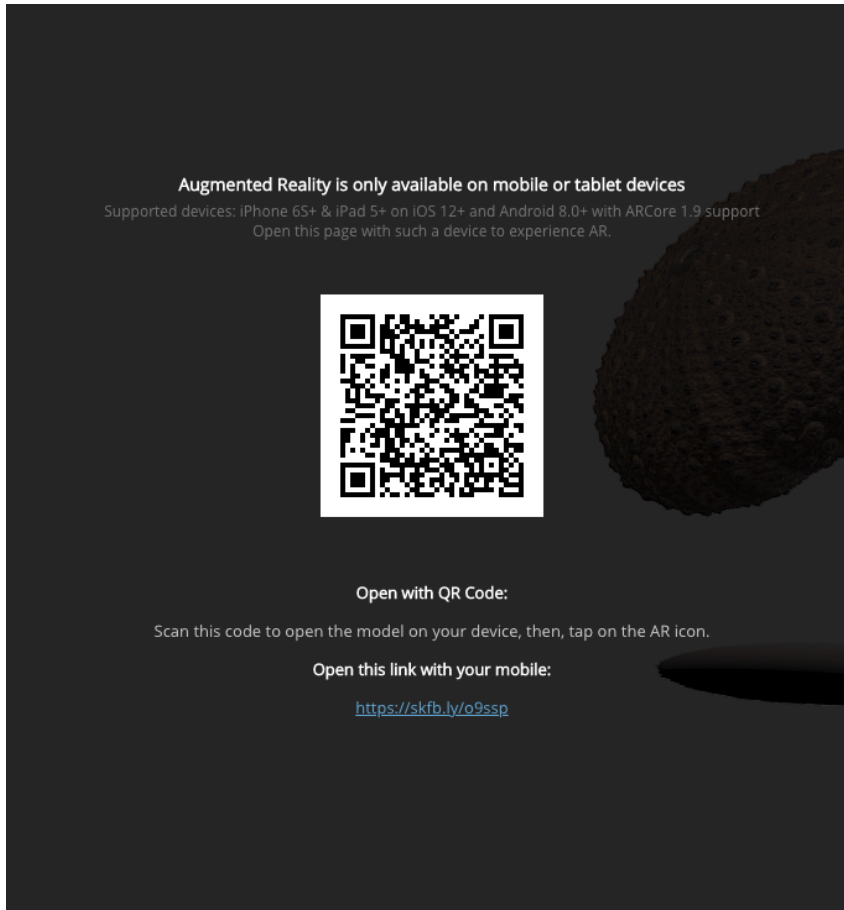 Augmented Reality is only available on mobile or tablet devices
Supported devices: iPhone 6S+ & iPad 5+ on iOS 12+ and Android 8.0+ with ARCore 1.9 support
Open this page with such a device to experience AR.
Open with QR Code:
Scan this code to open the model on your device, then, tap on the AR icon.
Open this link with your mobile:
https://skfb.ly/o9ssp